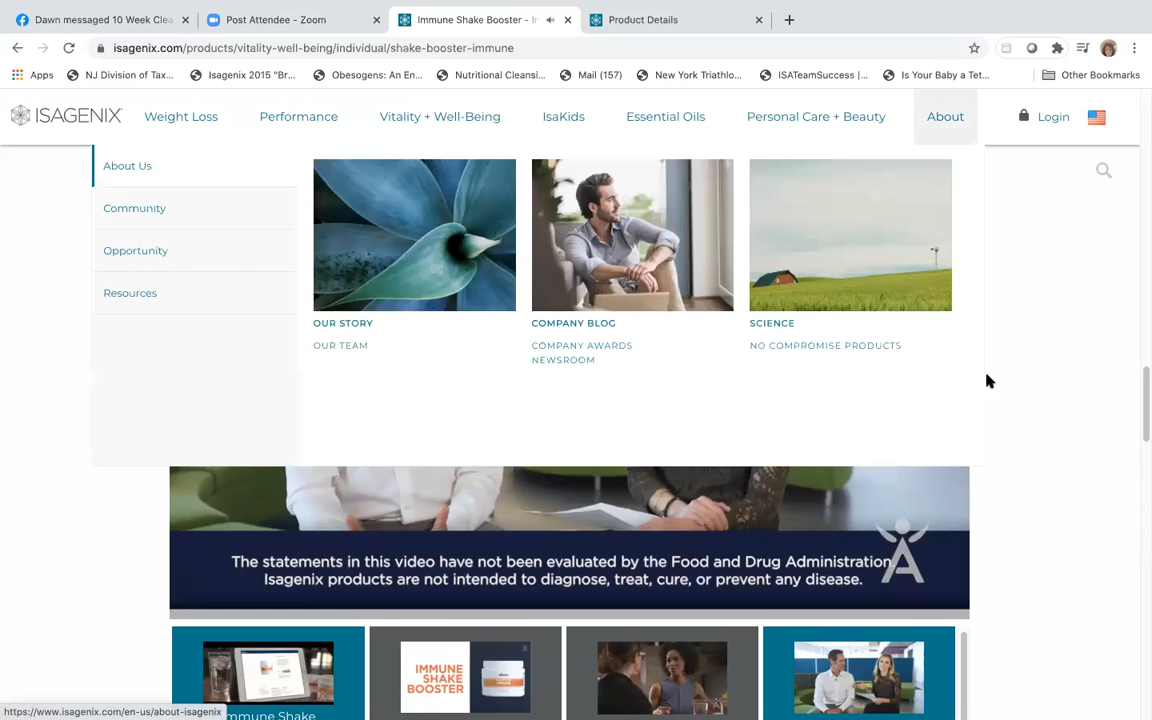 Dawn messaged 10 Week Clea
Post Attendee - Zoom
Immune Shake Booster - I
Product Details
isagenix.com/products/vitality-well-being/individual/shake-booster-immune
Apps
NJ Division of Tax...
Isagenix 2015 "Br...
Obesogens: An En...
Nutritional Cleansi...
Mail (157)
New York Triathlo...
ISATeamSuccess |...
Is Your Baby a Tet...
Other Bookmarks
ISAGENIX
Weight Loss
Performance
Vitality + Well-Being
IsaKids
Essential Oils
Personal Care + Beauty
About
Login
About Us
Community
Opportunity
Resources
OUR STORY
OUR TEAM
COMPANY BLOG
COMPANY AWARDS
NEWSROOM
SCIENCE
NO COMPROMISE PRODUCTS
The statements in this video have not been evaluated by the Food and Drug Administration.
Isagenix products are not intended to diagnose, treat, cure, or prevent any disease.
IMMUNE
SHAKE
BOOSTER
Immune Shake
https://www.isagenix.com/en-us/about-isagenix